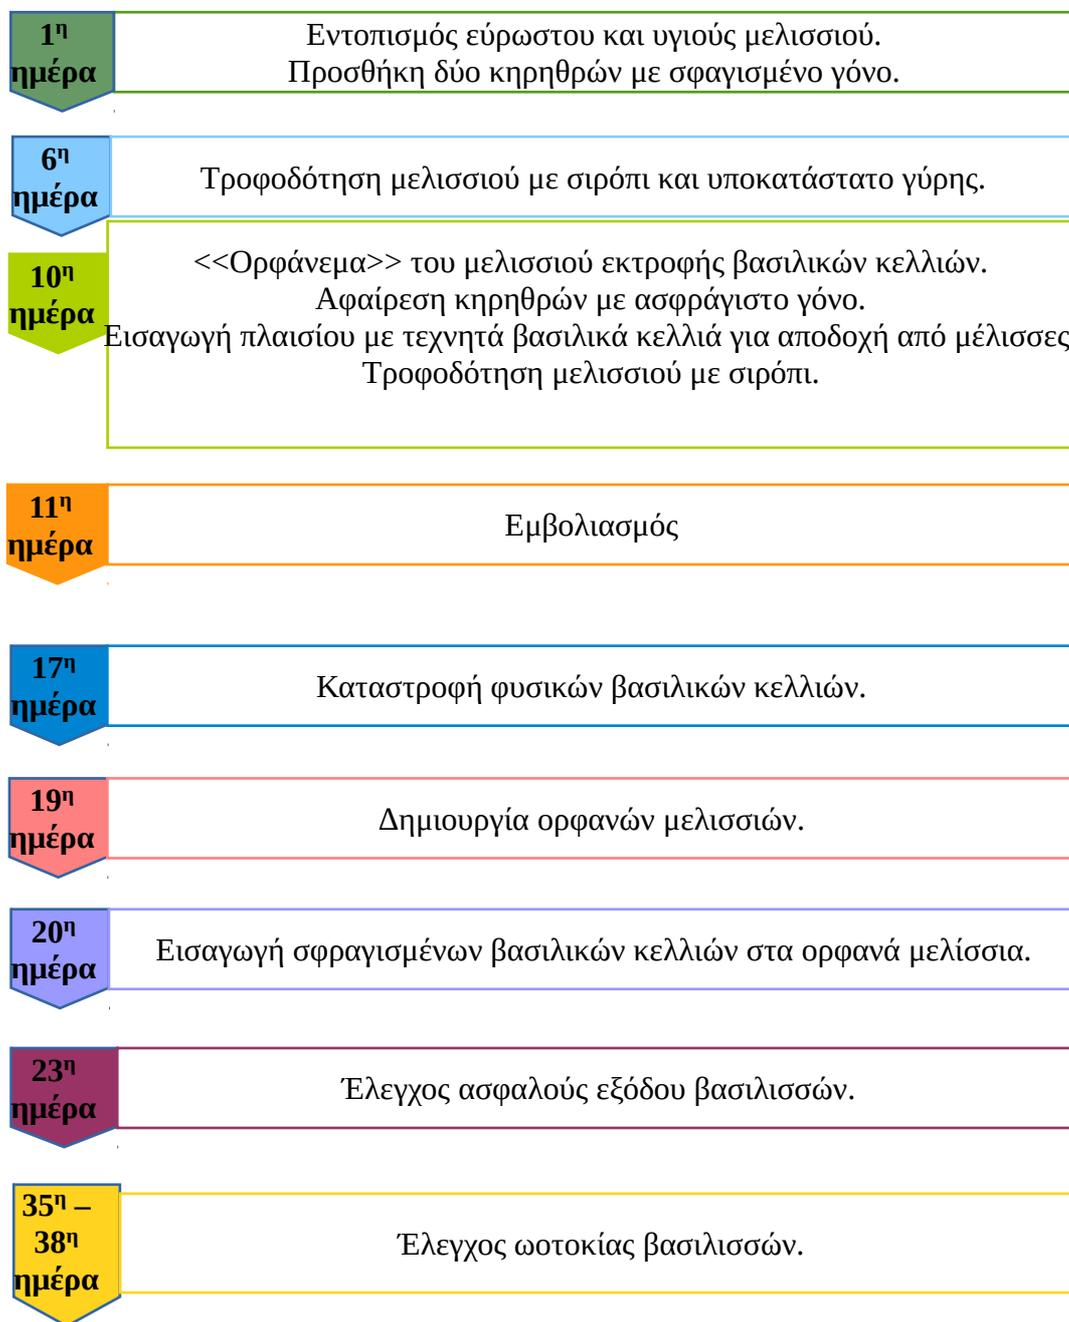 1η
ημέρα
Εντοπισμός εύρωστου και υγιούς μελισσιού.
Προσθήκη δύο κηρηθρών με σφαγισμένο γόνο.
6η
ημέρα
Τροφοδότηση μελισσιού με σιρόπι και υποκατάστατο γύρης.
10η
ημέρα
<<Ορφάνεμα>> του μελισσιού εκτροφής βασιλικών κελλιών.
Αφαίρεση κηρηθρών με ασφράγιστο γόνο.
Εισαγωγή πλαισίου με τεχνητά βασιλικά κελλιά για αποδοχή από μέλισσες
Τροφοδότηση μελισσιού με σιρόπι.
11η
ημέρα
Εμβολιασμός
17η
ημέρα
Καταστροφή φυσικών βασιλικών κελλιών.
19η
ημέρα
Δημιουργία ορφανών μελισσιών.
20η
ημέρα
Εισαγωγή σφραγισμένων βασιλικών κελλιών στα ορφανά μελίσσια.
23η
ημέρα
Έλεγχος ασφαλούς εξόδου βασιλισσών.
35η –
38η
ημέρα
Έλεγχος ωοτοκίας βασιλισσών.